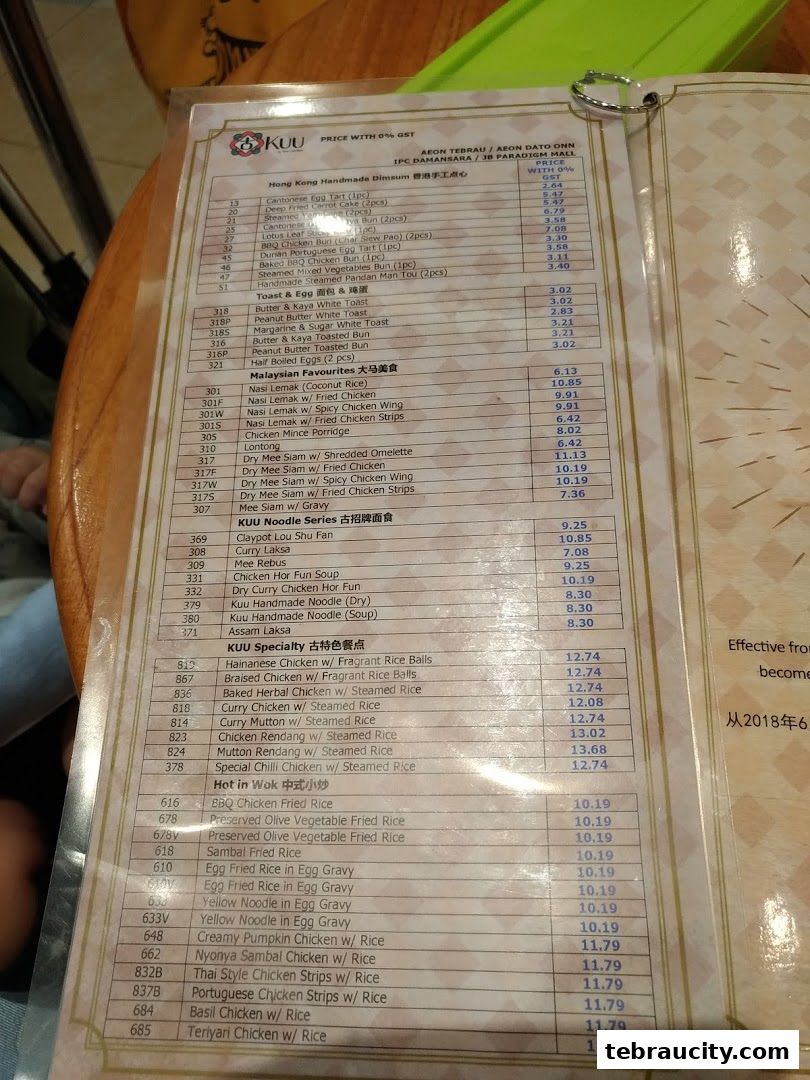 KUU
PRICE WITH 0% GST
AEON TEBRAU / AEON DATO ONN
IPC DAMANSARA / JB PARADIGM MALL
Hong Kong Handmade Dimsum 香港手工点心 PRICE WITH 0% GST
13 Cantonese Egg Tart (1pc) 2.64
20 Deep Fried Carrot Cake (2pcs) 5.47
21 Steamed (2pcs) 5.47
25 Cantonese Bun (2pcs) 6.79
27 Lotus Leaf (1pc) 3.58
32 BBQ Chicken Bun (Char Siew Pao) (2pcs) 7.08
45 Durian Portuguese Egg Tart (1pc) 3.30
46 Baked BBQ Chicken Bun (1pc) 3.58
47 Steamed Mixed Vegetables Bun (1pc) 3.11
51 Handmade Steamed Pandan Man Tou (2pcs) 3.40
Toast & Egg 面包 & 鸡蛋
318 Butter & Kaya White Toast 3.02
318P Peanut Butter White Toast 3.02
318S Margarine & Sugar White Toast 2.83
316 Butter & Kaya Toasted Bun 3.21
316P Peanut Butter Toasted Bun 3.21
321 Half Boiled Eggs (2 pcs) 3.02
Malaysian Favourites 大马美食
301 Nasi Lemak (Coconut Rice) 6.13
301F Nasi Lemak w/ Fried Chicken 10.85
301W Nasi Lemak w/ Spicy Chicken Wing 9.91
301S Nasi Lemak w/ Fried Chicken Strips 9.91
305 Chicken Mince Porridge 6.42
310 Lontong 8.02
317 Dry Mee Siam w/ Shredded Omelette 6.42
317F Dry Mee Siam w/ Fried Chicken 11.13
317W Dry Mee Siam w/ Spicy Chicken Wing 10.19
317S Dry Mee Siam w/ Fried Chicken Strips 10.19
307 Mee Siam w/ Gravy 7.36
KUU Noodle Series 古招牌面食
369 Claypot Lou Shu Fan 9.25
308 Curry Laksa 10.85
309 Mee Rebus 7.08
331 Chicken Hor Fun Soup 9.25
332 Dry Curry Chicken Hor Fun 10.19
379 Kuu Handmade Noodle (Dry) 8.30
380 Kuu Handmade Noodle (Soup) 8.30
371 Assam Laksa 8.30
KUU Specialty 古特色餐点
819 Hainanese Chicken w/ Fragrant Rice Balls 12.74
867 Braised Chicken w/ Fragrant Rice Balls 12.74
836 Baked Herbal Chicken w/ Steamed Rice 12.74
818 Curry Chicken w/ Steamed Rice 12.08
814 Curry Mutton w/ Steamed Rice 12.74
823 Chicken Rendang w/ Steamed Rice 13.02
824 Mutton Rendang w/ Steamed Rice 13.68
378 Special Chilli Chicken w/ Steamed Rice 12.74
Hot in Wok 中式小炒
616 BBQ Chicken Fried Rice 10.19
678 Preserved Olive Vegetable Fried Rice 10.19
678V Preserved Olive Vegetable Fried Rice 10.19
618 Sambal Fried Rice 10.19
610 Egg Fried Rice in Egg Gravy 10.19
610V Egg Fried Rice in Egg Gravy 10.19
633 Yellow Noodle in Egg Gravy 10.19
633V Yellow Noodle in Egg Gravy 10.19
648 Creamy Pumpkin Chicken w/ Rice 11.79
662 Nyonya Sambal Chicken w/ Rice 11.79
832B Thai Style Chicken Strips w/ Rice 11.79
837B Portuguese Chicken Strips w/ Rice 11.79
684 Basil Chicken w/ Rice 11.79
685 Teriyari Chicken w/ Rice
Effective fro
become
从2018年6
tebraucity.com